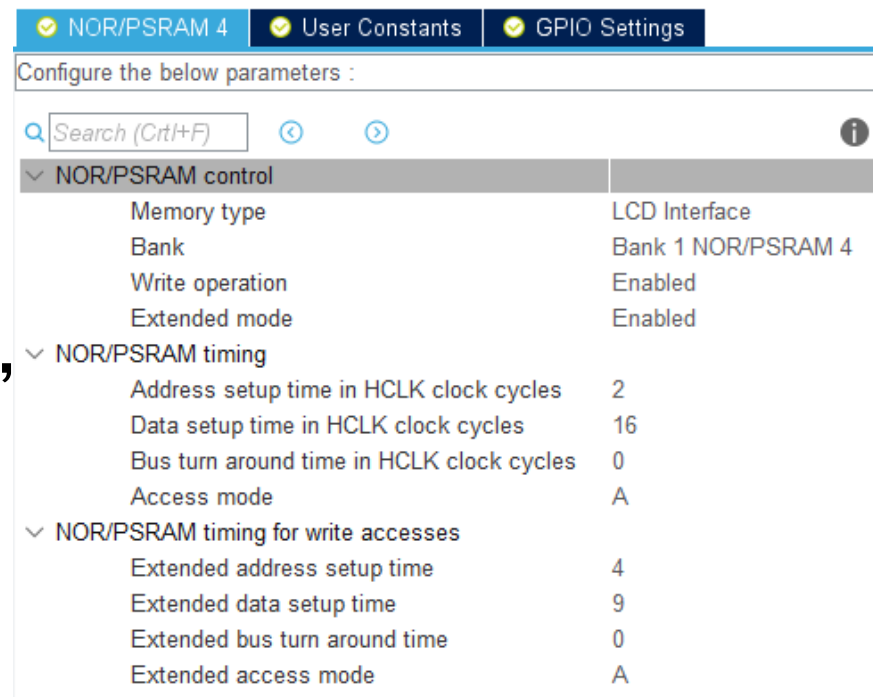 NOR/PSRAM 4 User Constants GPIO Settings
Configure the below parameters :
Search (Crtl+F)
NOR/PSRAM control
Memory type LCD Interface
Bank Bank 1 NOR/PSRAM 4
Write operation Enabled
Extended mode Enabled
,
NOR/PSRAM timing
Address setup time in HCLK clock cycles 2
Data setup time in HCLK clock cycles 16
Bus turn around time in HCLK clock cycles 0
Access mode A
NOR/PSRAM timing for write accesses
Extended address setup time 4
Extended data setup time 9
Extended bus turn around time 0
Extended access mode A